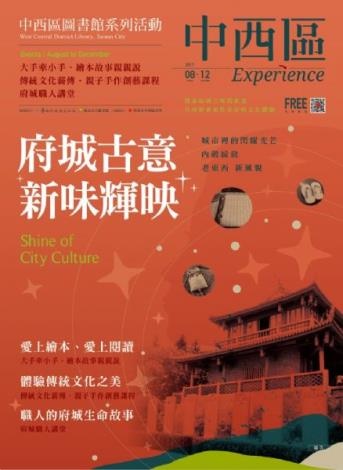 中西區圖書館系列活動
West Central District Library, Tainan City
Events | August to December
大手牽小手、繪本故事親親說
傳統文化薪傳、親子手作創藝課程
府城職人講堂
中西區
Experience
2017
08-12
FREE
府城古意
新味輝映
Shine of
City Culture
城市裡的閃耀光芒
內蘊綻放
老東西 新風貌
愛上繪本、愛上閱讀
大手牽小手、繪本故事親親說
體驗傳統文化之美
傳統文化薪傳、親子手作創藝課程
職人的府城生命故事
府城職人講堂